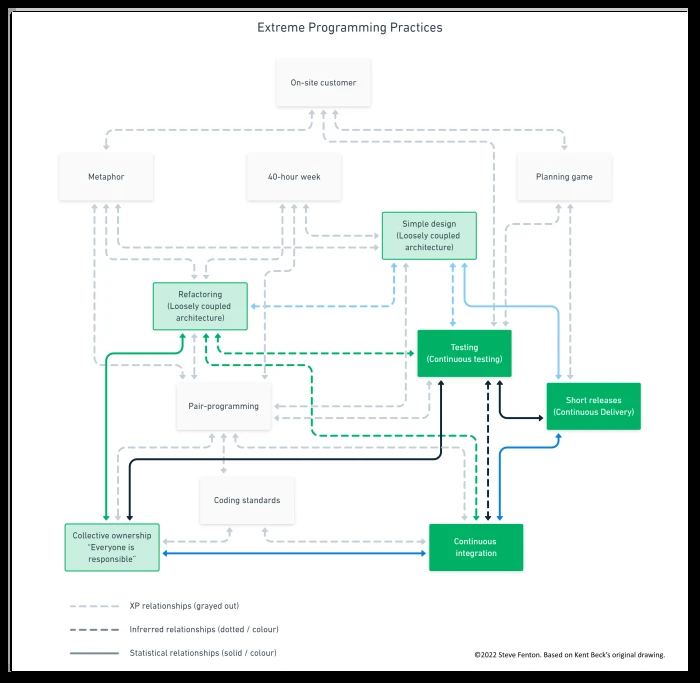 Extreme Programming Practices
On-site customer
Metaphor
40-hour week
Planning game
Simple design
(Loosely coupled
architecture)
Refactoring
(Loosely coupled
architecture)
Testing
(Continuous testing)
Short releases
(Continuous Delivery)
Pair-programming
Coding standards
Collective ownership
"Everyone is
responsible"
Continuous
integration
XP relationships (grayed out)
Infrerred relationships (dotted / colour)
Statistical relationships (solid / colour)
©2022 Steve Fenton. Based on Kent Beck's original drawing.